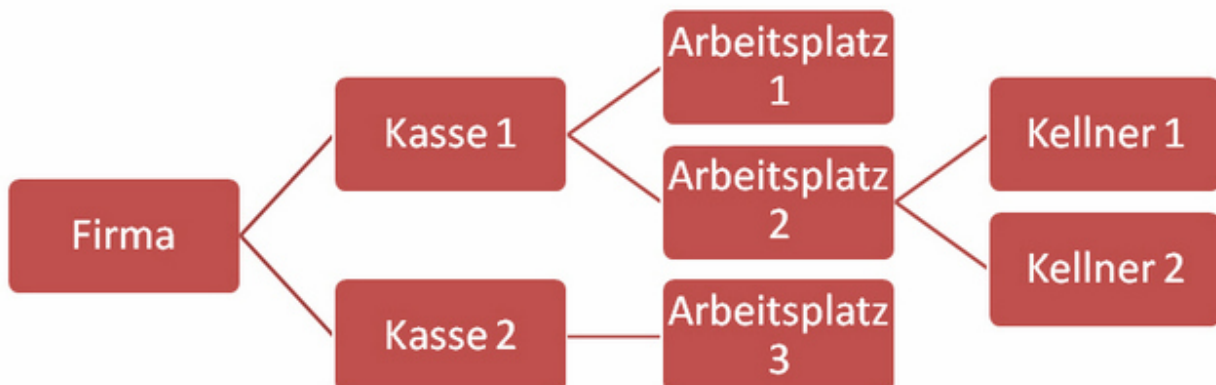 Firma
Kasse 1
Kasse 2
Arbeitsplatz
1
Arbeitsplatz
2
Arbeitsplatz
3
Kellner 1
Kellner 2